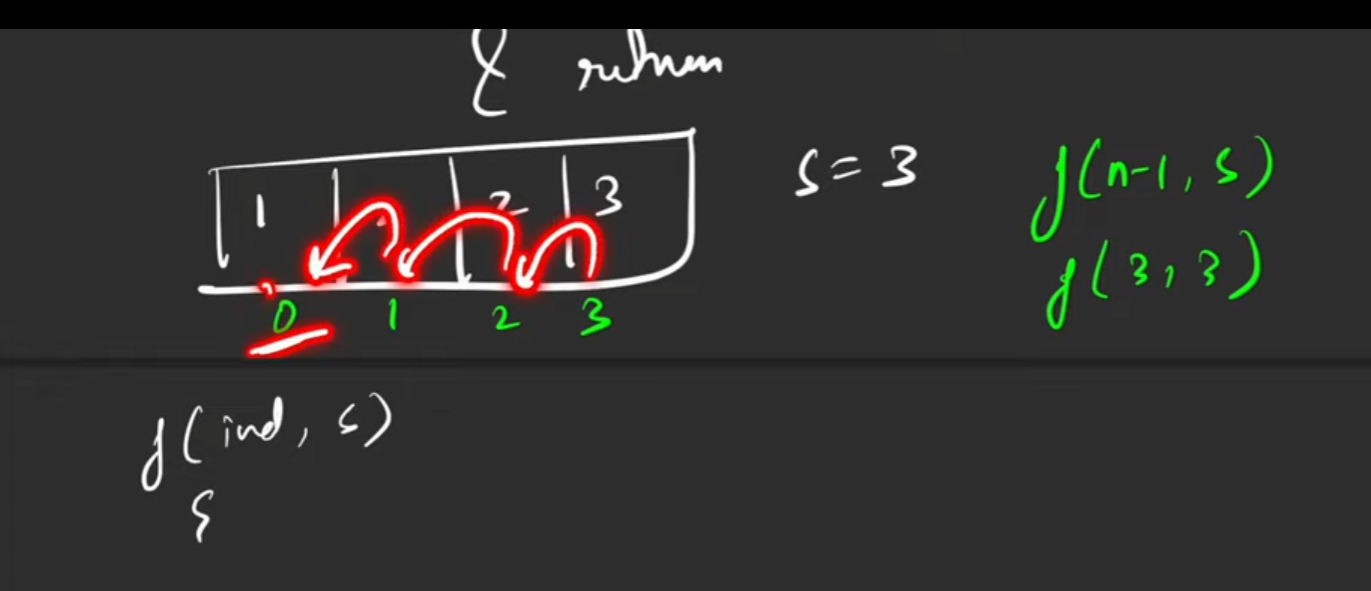 & return
1 2 3
s = 3
f(n-1, s)
f(3, 3)
0 1 2 3
f(ind, s)
{